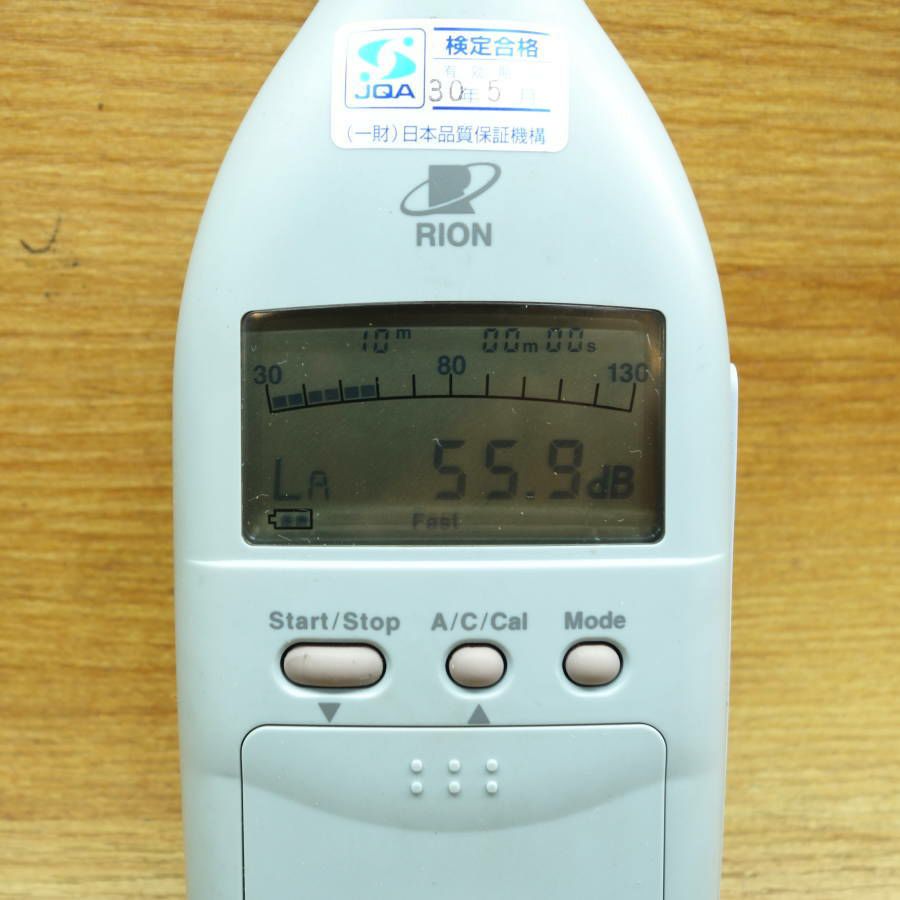 検定合格
有効期
JQA 30年5月
(一財)日本品質保証機構
RION
10m 00m00s
30 80 130
LA 55.9dB
Fast
Start/Stop A/C/Cal Mode